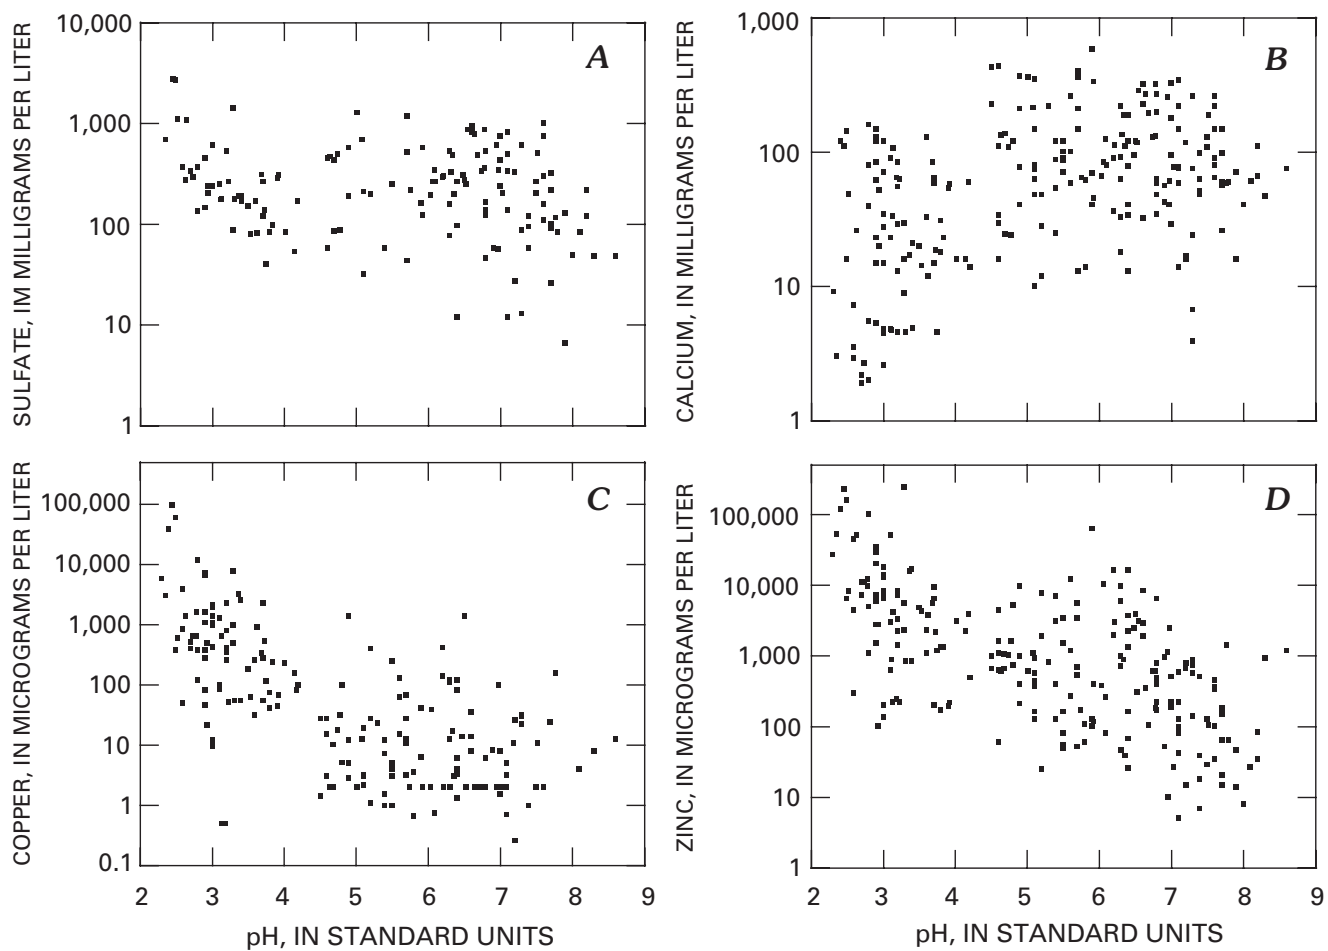 SULFATE, IM MILLIGRAMS PER LITER
10,000
1,000
100
10
1
A
CALCIUM, IN MILLIGRAMS PER LITER
1,000
100
10
1
B
COPPER, IN MICROGRAMS PER LITER
100,000
10,000
1,000
100
10
1
0.1
C
2 3 4 5 6 7 8 9
pH, IN STANDARD UNITS
ZINC, IN MICROGRAMS PER LITER
100,000
10,000
1,000
100
10
1
D
2 3 4 5 6 7 8 9
pH, IN STANDARD UNITS